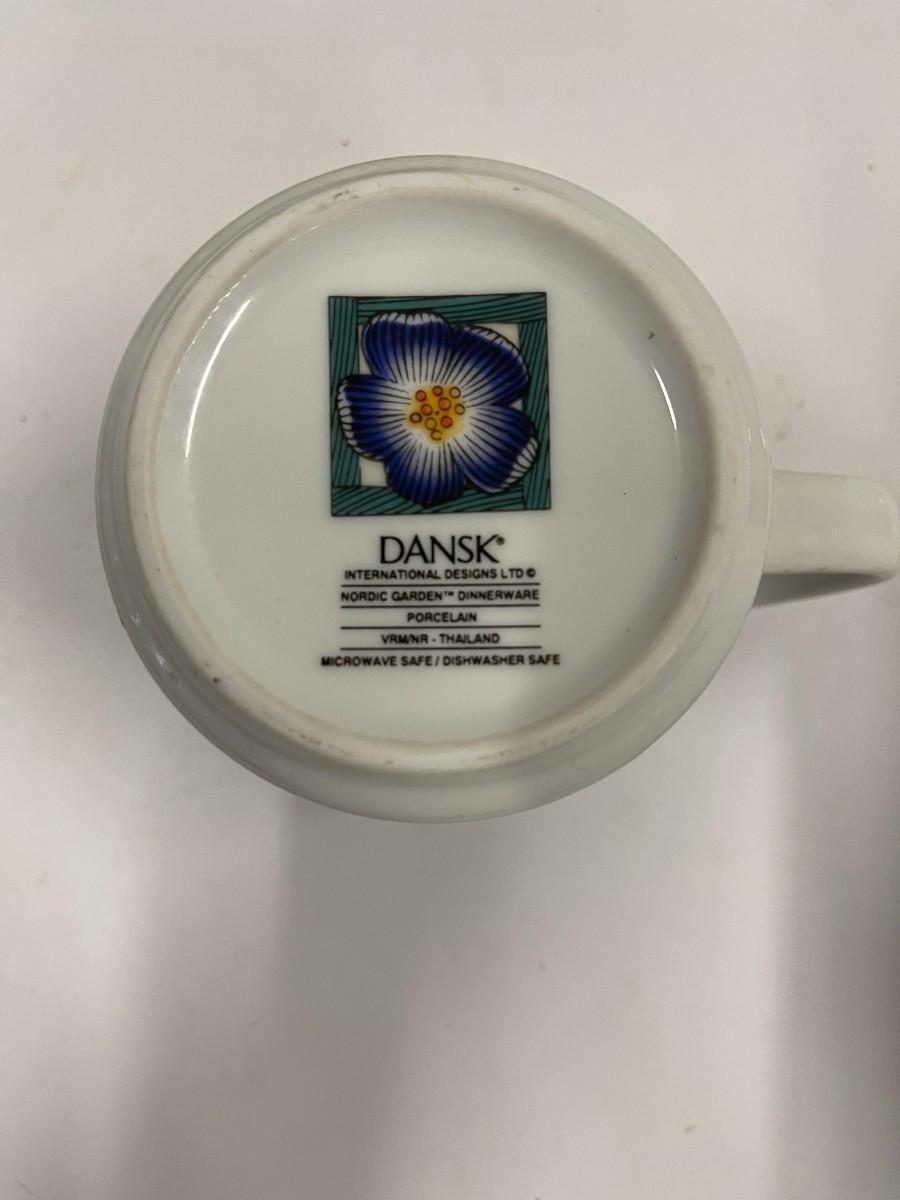 DANSK®
INTERNATIONAL DESIGNS LTD ©
NORDIC GARDEN™ DINNERWARE
PORCELAIN
VRM/NR - THAILAND
MICROWAVE SAFE / DISHWASHER SAFE